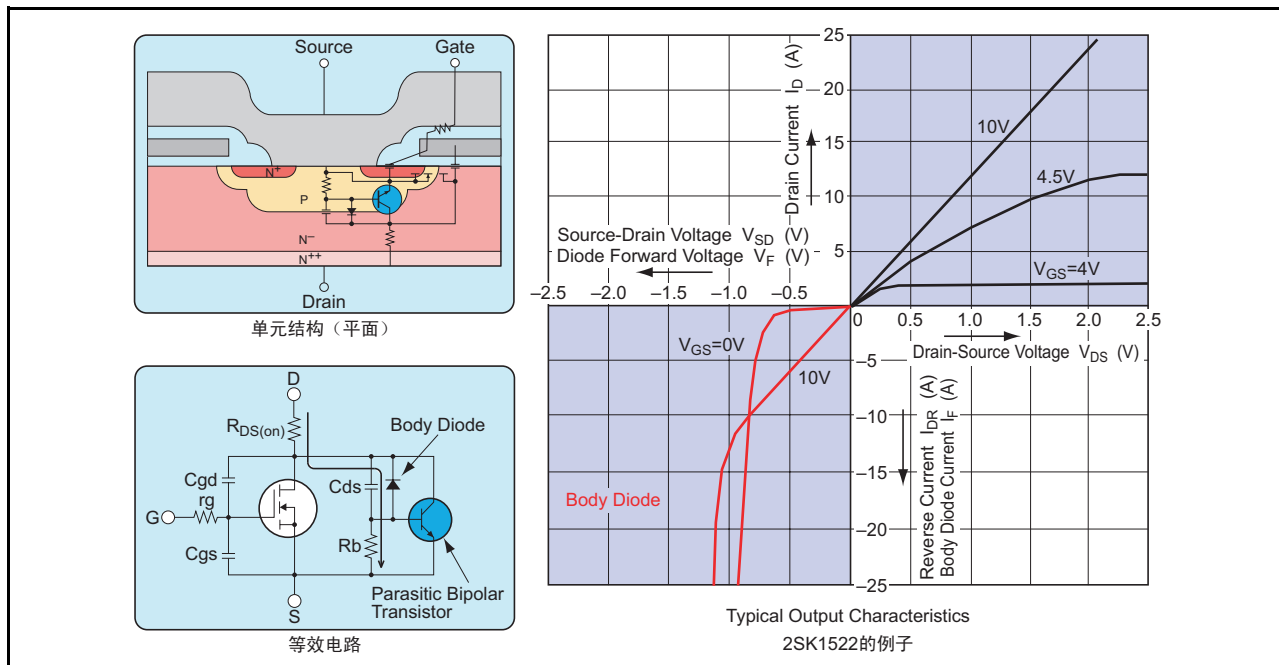 Source
Gate
N+
P
N−
N++
Drain
单元结构（平面）
D
RDS(on)
Body Diode
Cgd
rg
Cds
G
Cgs
Rb
Parasitic Bipolar
Transistor
S
等效电路
25
20
15
10
5
Drain Current ID (A)
10V
4.5V
VGS=4V
Source-Drain Voltage VSD (V)
Diode Forward Voltage VF (V)
−2.5 −2.0 −1.5 −1.0 −0.5
0 0.5 1.0 1.5 2.0 2.5
Drain-Source Voltage VDS (V)
VGS=0V
10V
−5
−10
−15
−20
−25
Reverse Current IDR (A)
Body Diode Current IF (A)
Body Diode
Typical Output Characteristics
2SK1522的例子